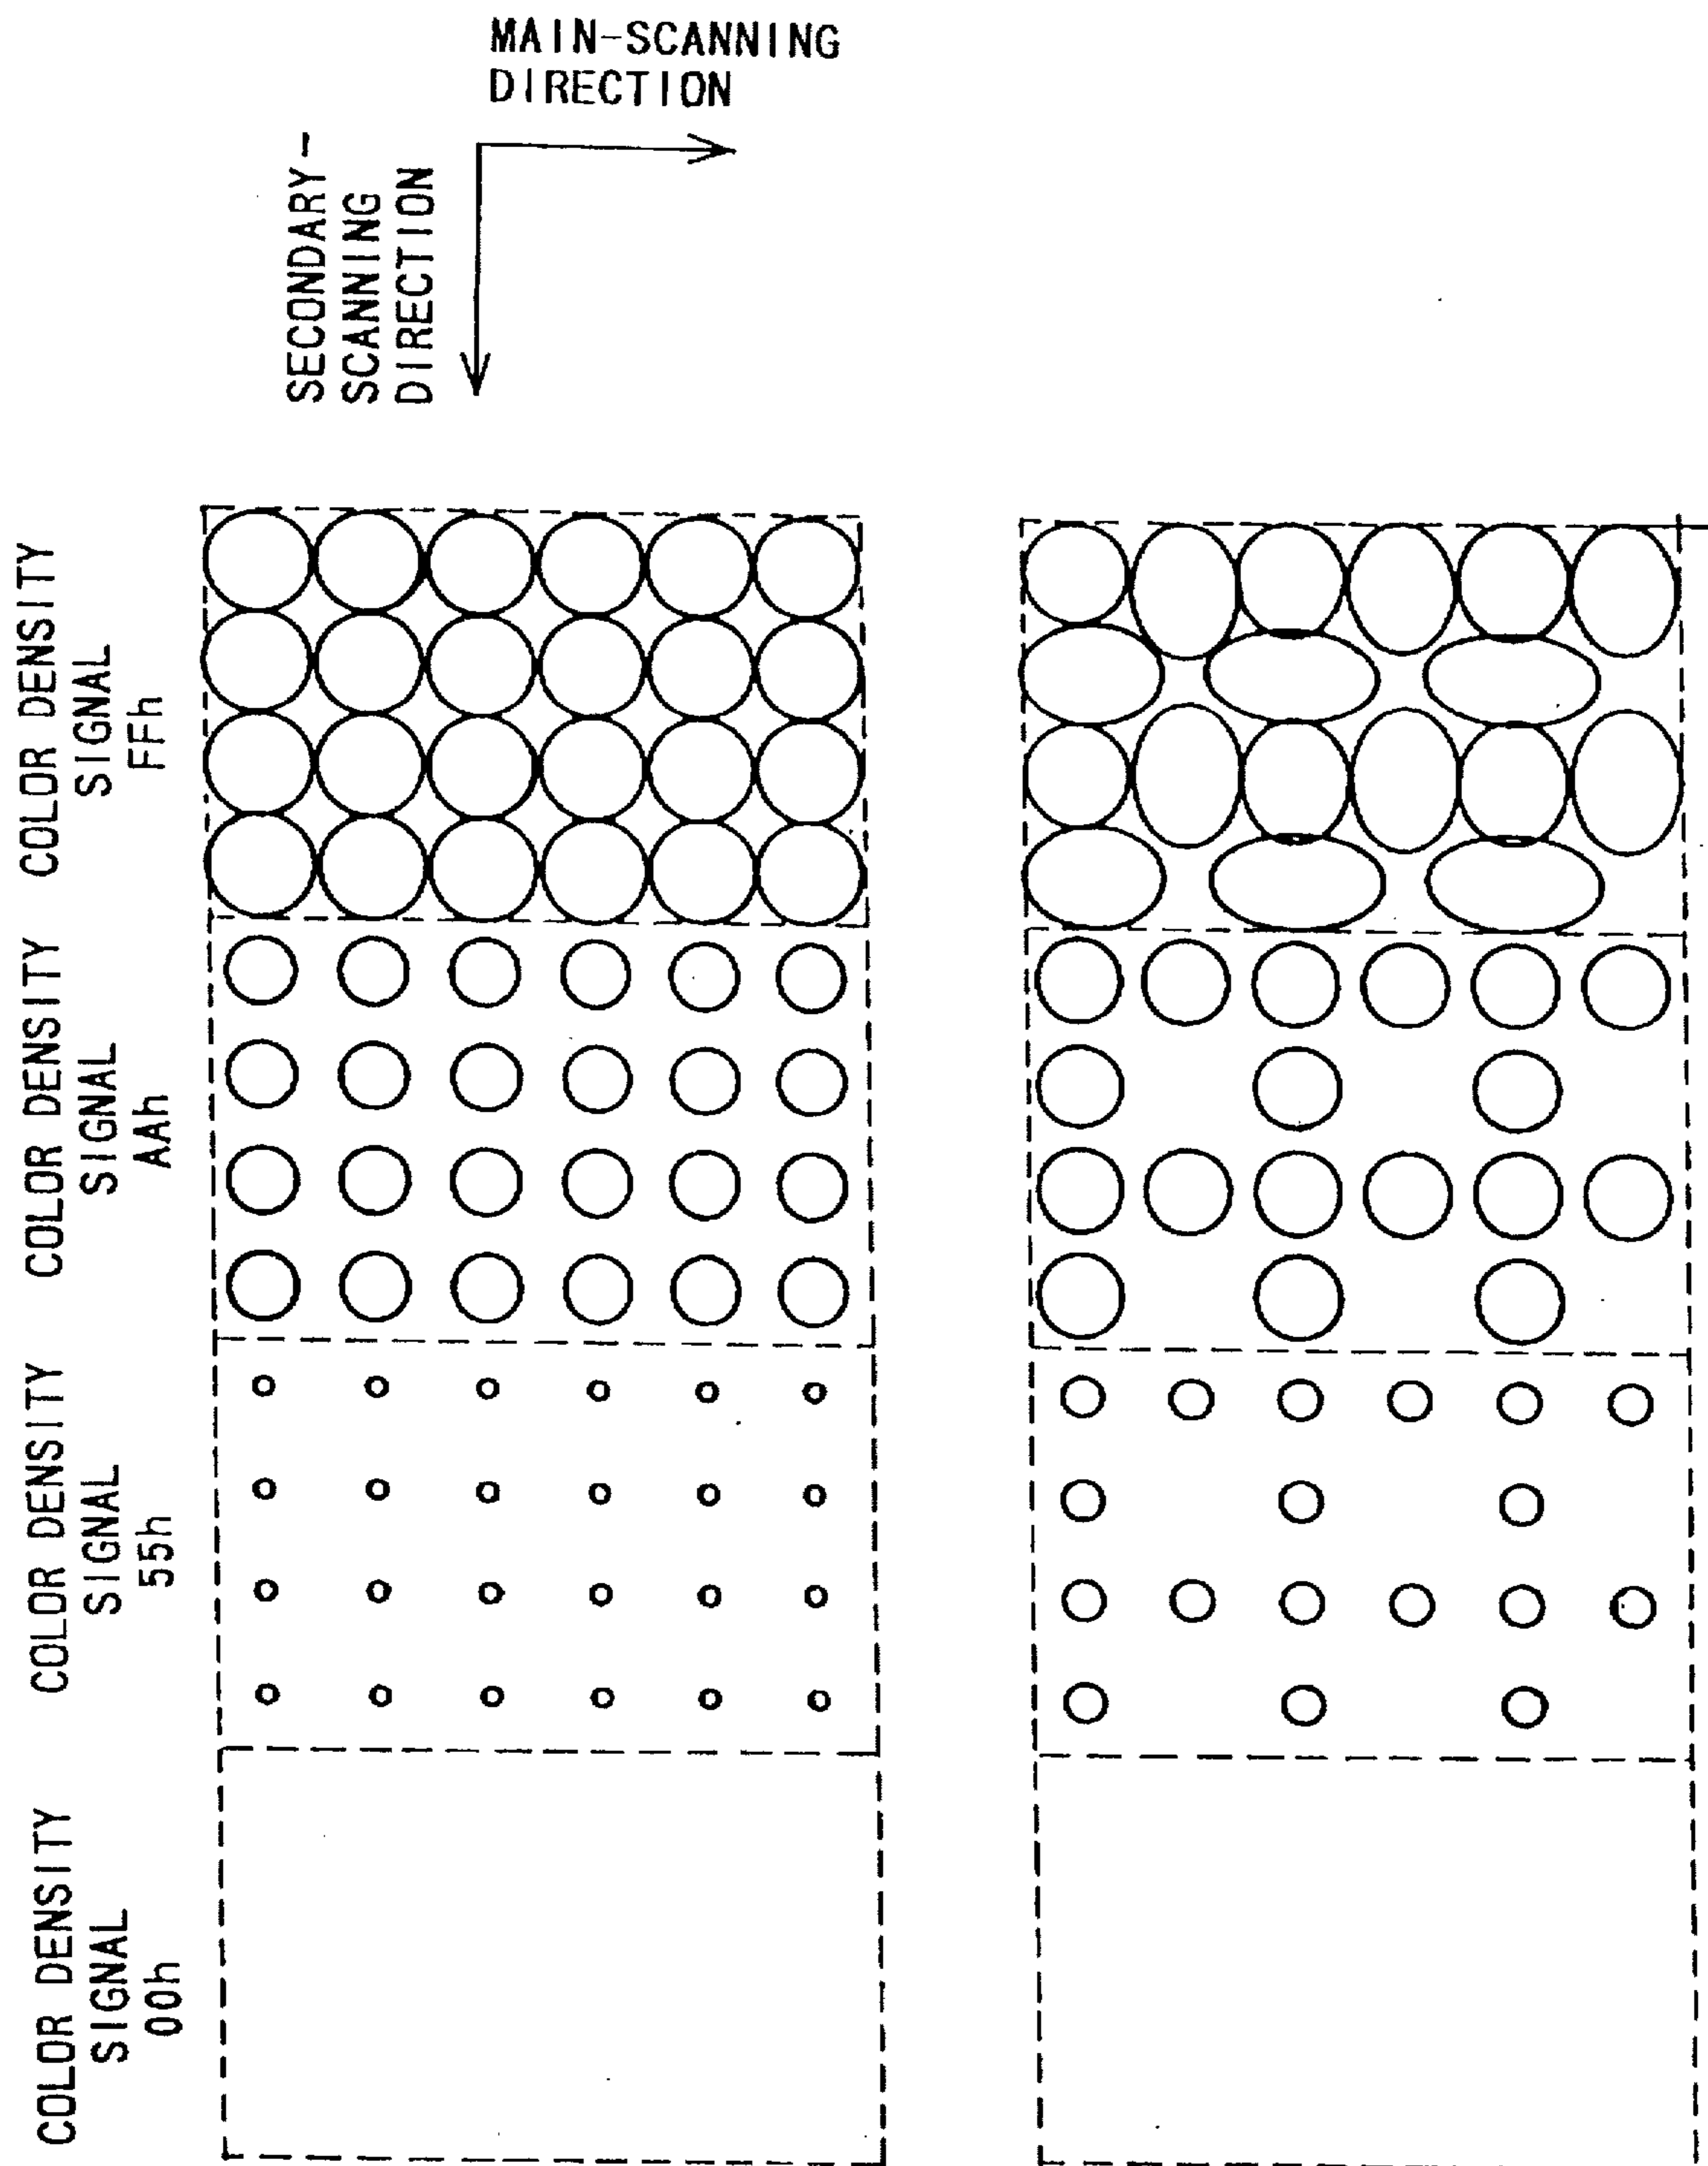 MAIN-SCANNING
DIRECTION
SECONDARY-
SCANNING
DIRECTION
COLOR DENSITY
SIGNAL
FFh
COLOR DENSITY
SIGNAL
AAh
COLOR DENSITY
SIGNAL
55h
COLOR DENSITY
SIGNAL
00h